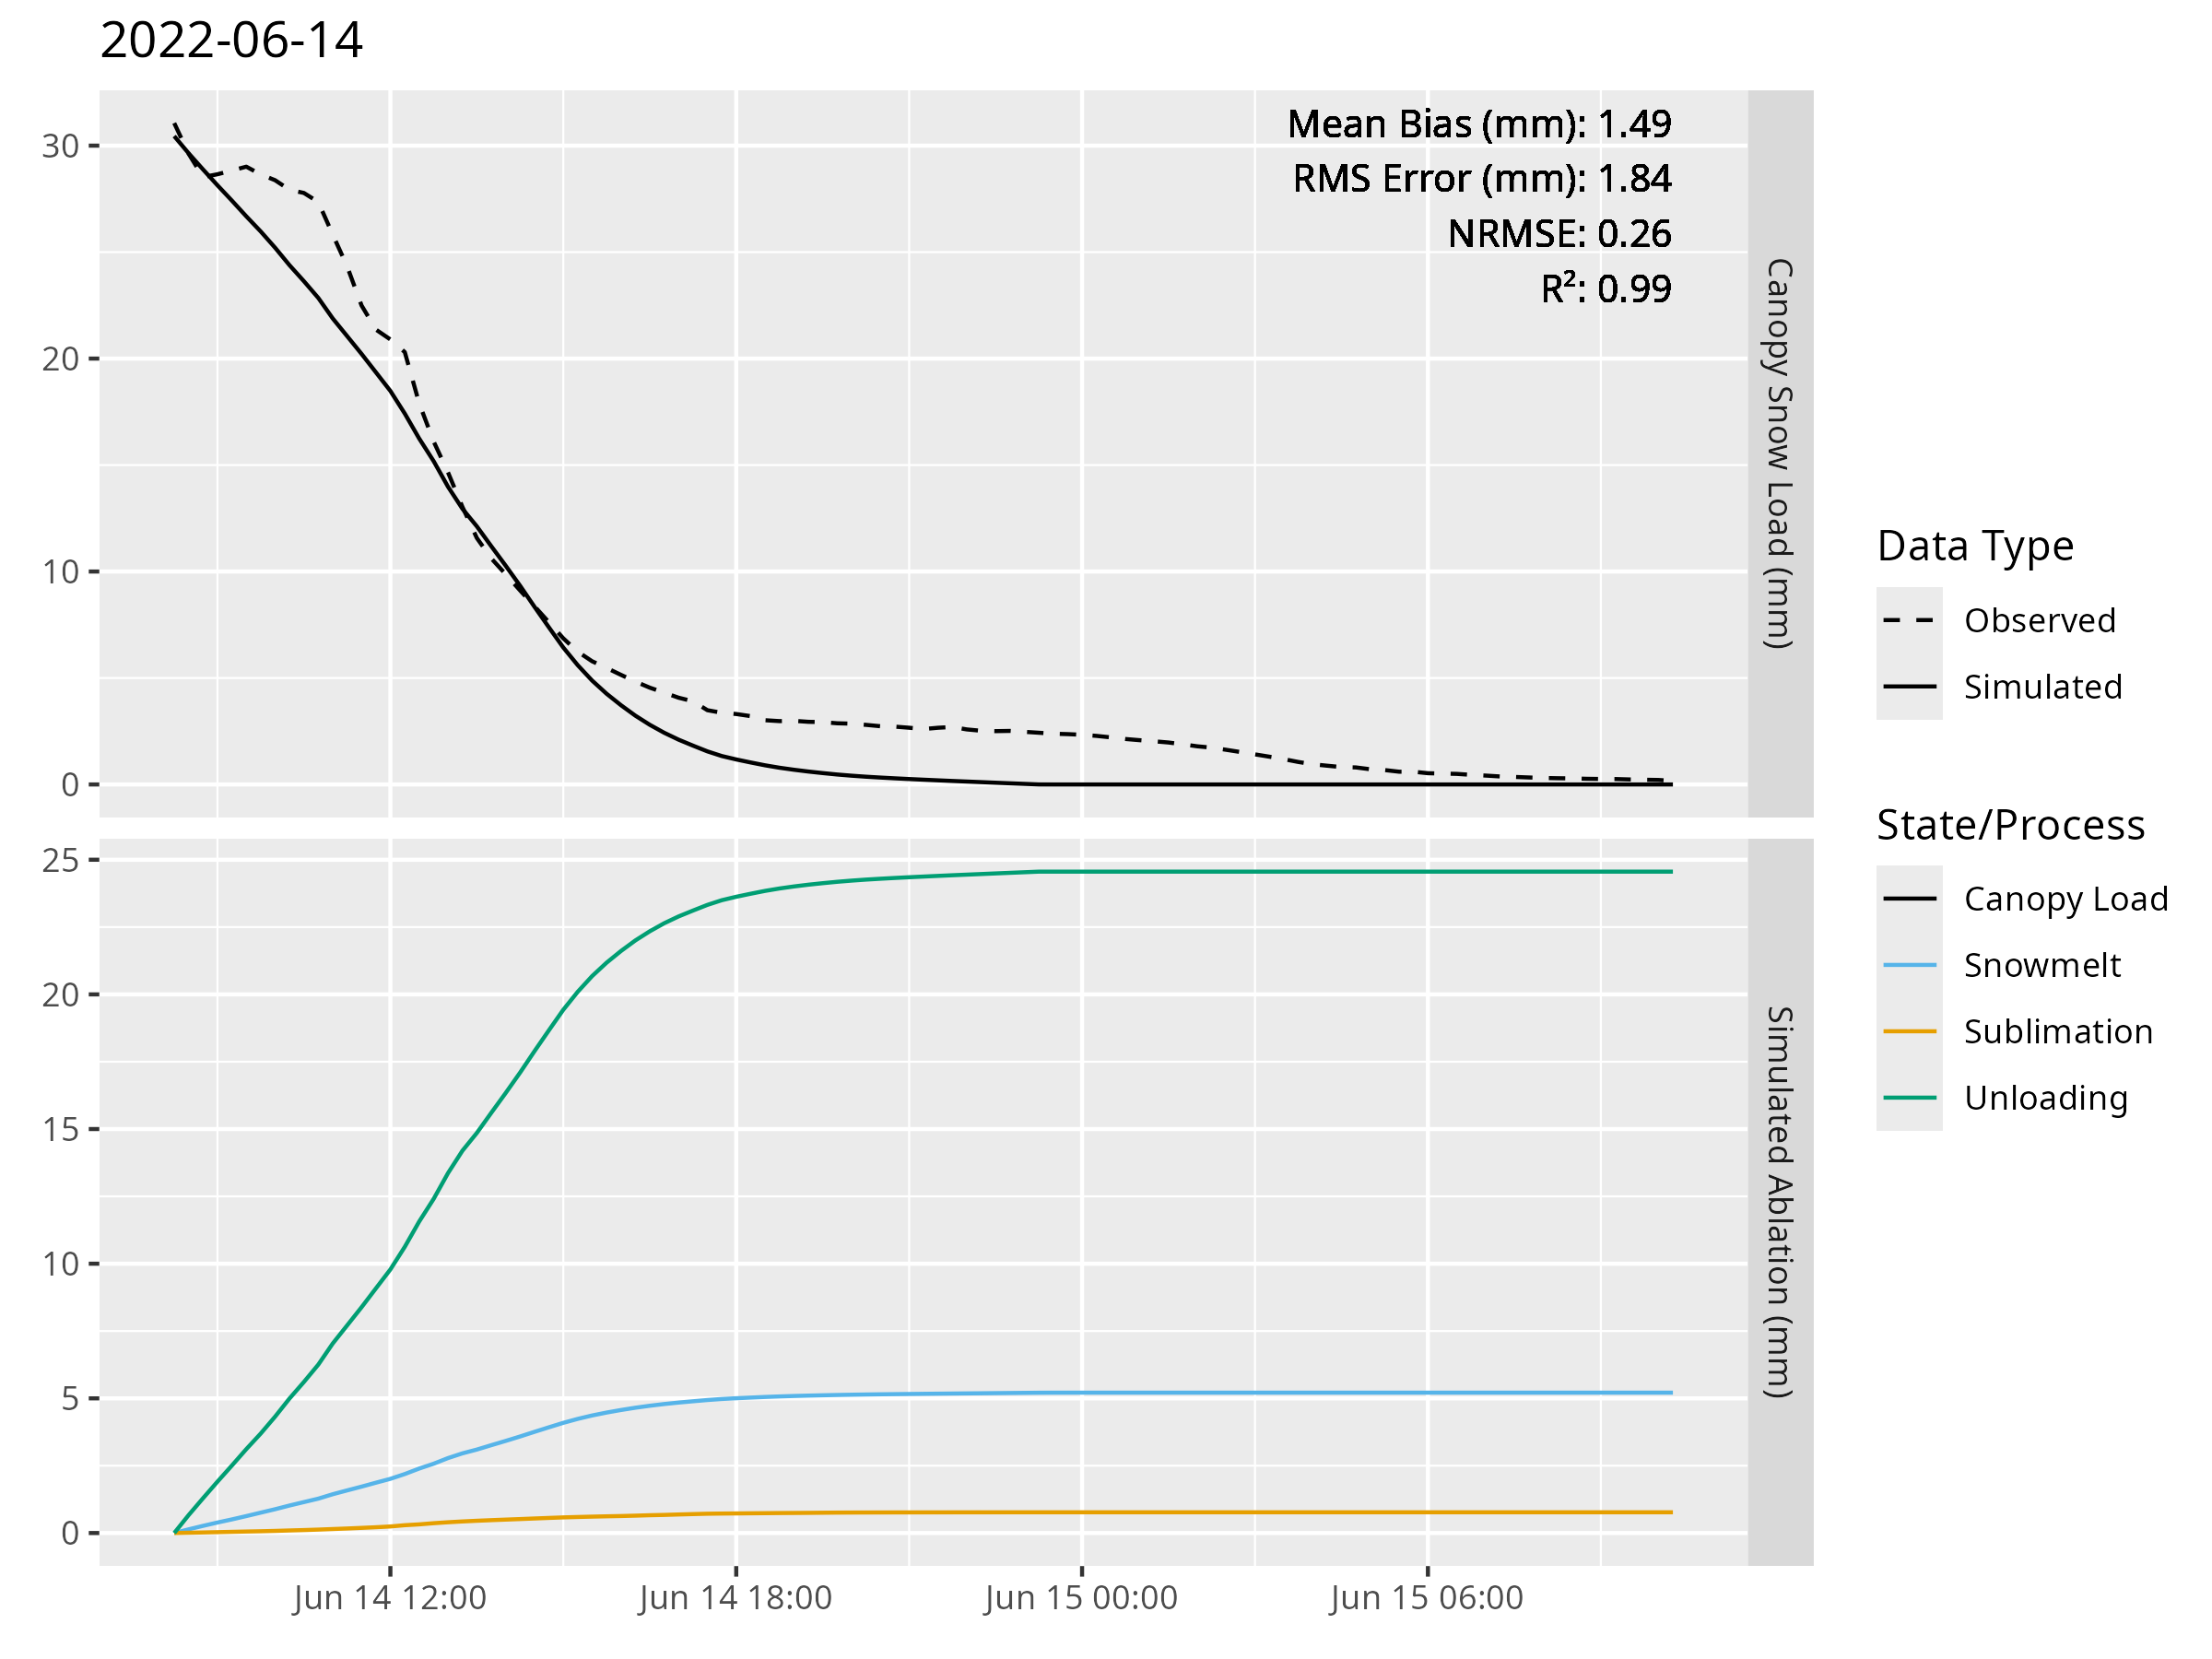 2022-06-14
30
20
10
0
Mean Bias (mm): 1.49
RMS Error (mm): 1.84
NRMSE: 0.26
R²: 0.99
Canopy Snow Load (mm)
25
20
15
10
5
0
Simulated Ablation (mm)
Jun 14 12:00
Jun 14 18:00
Jun 15 00:00
Jun 15 06:00
Data Type
Observed
Simulated
State/Process
Canopy Load
Snowmelt
Sublimation
Unloading